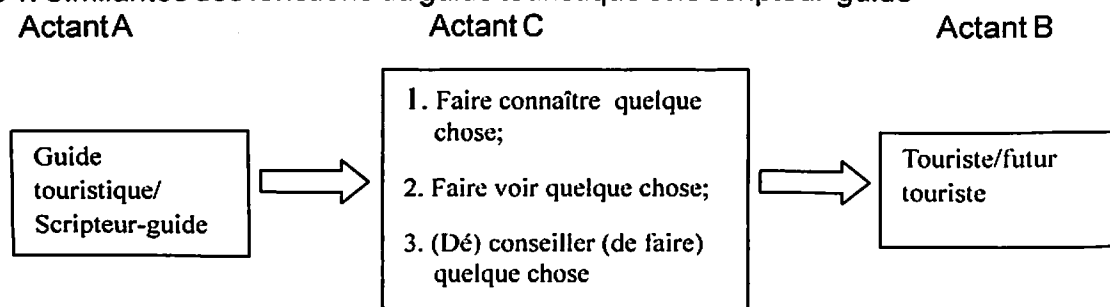 Actant A
Actant C
Actant B
Guide
touristique/
Scripteur-guide
1. Faire connaître quelque
chose;
2. Faire voir quelque chose;
3. (Dé) conseiller (de faire)
quelque chose
Touriste/futur
touriste